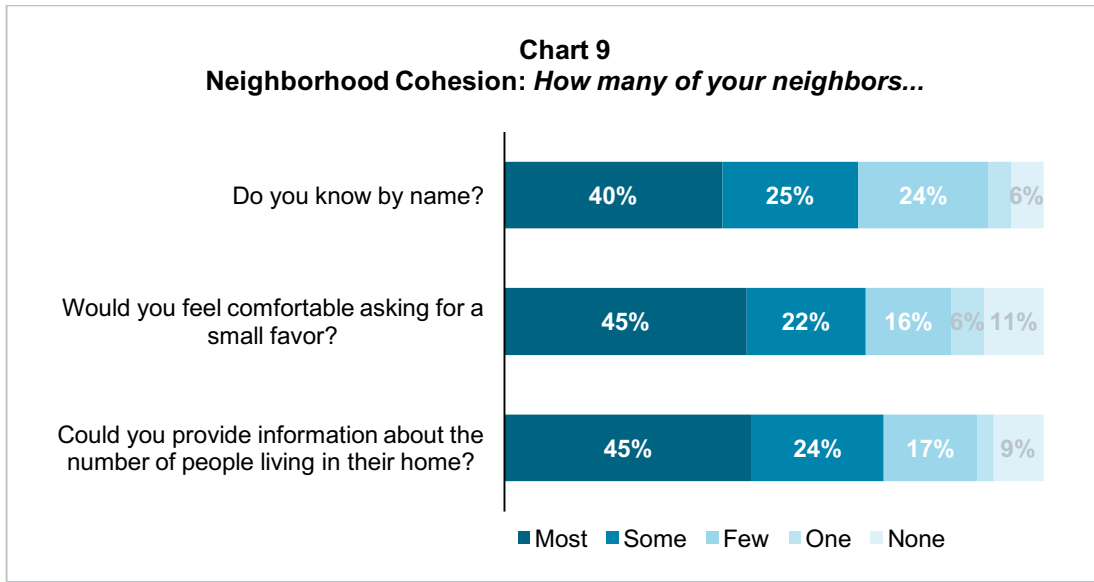 Chart 9
Neighborhood Cohesion: How many of your neighbors...
Do you know by name?
40% 25% 24% 6%
Would you feel comfortable asking for a
small favor?
45% 22% 16% 6% 11%
Could you provide information about the
number of people living in their home?
45% 24% 17% 9%
Most Some Few One None